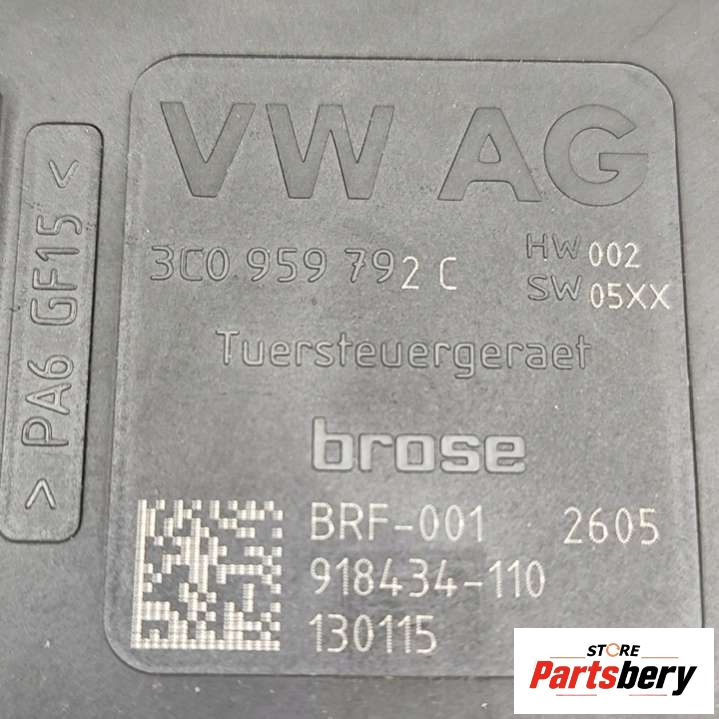 VW AG
3C0 959 792 C HW 002
SW 05XX
Tuersteuergeraet
brose
BRF-001 2605
918434-110
130115
> PA6 GF15 <
STORE
Partsbery